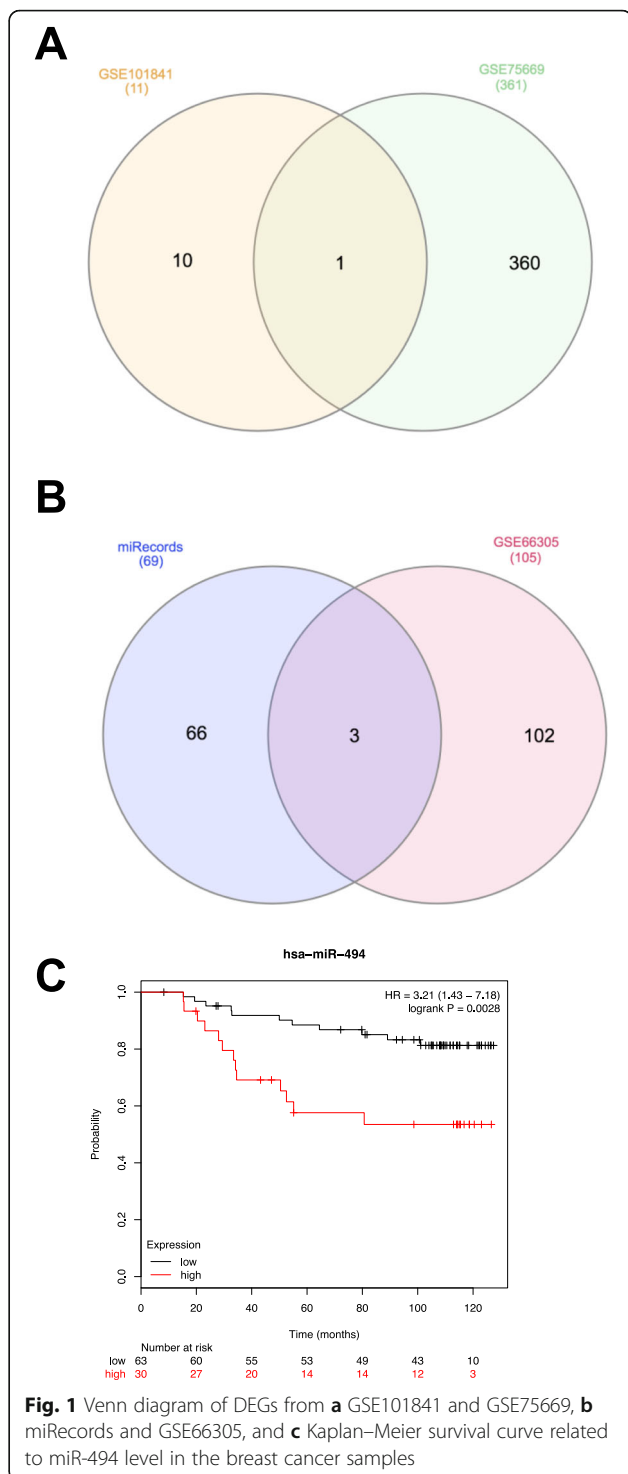 A
GSE101841
(11)
GSE75669
(361)
10
1
360
B
miRecords
(69)
GSE66305
(105)
66
3
102
C
hsa−miR−494
HR = 3.21 (1.43 − 7.18)
logrank P = 0.0028
Probability
1.0
0.8
0.6
0.4
0.2
0.0
Expression
low
high
0 20 40 60 80 100 120
Time (months)
Number at risk
low 63 60 55 53 49 43 10
high 30 27 20 14 14 12 3
Fig. 1 Venn diagram of DEGs from a GSE101841 and GSE75669, b
miRecords and GSE66305, and c Kaplan–Meier survival curve related
to miR-494 level in the breast cancer samples